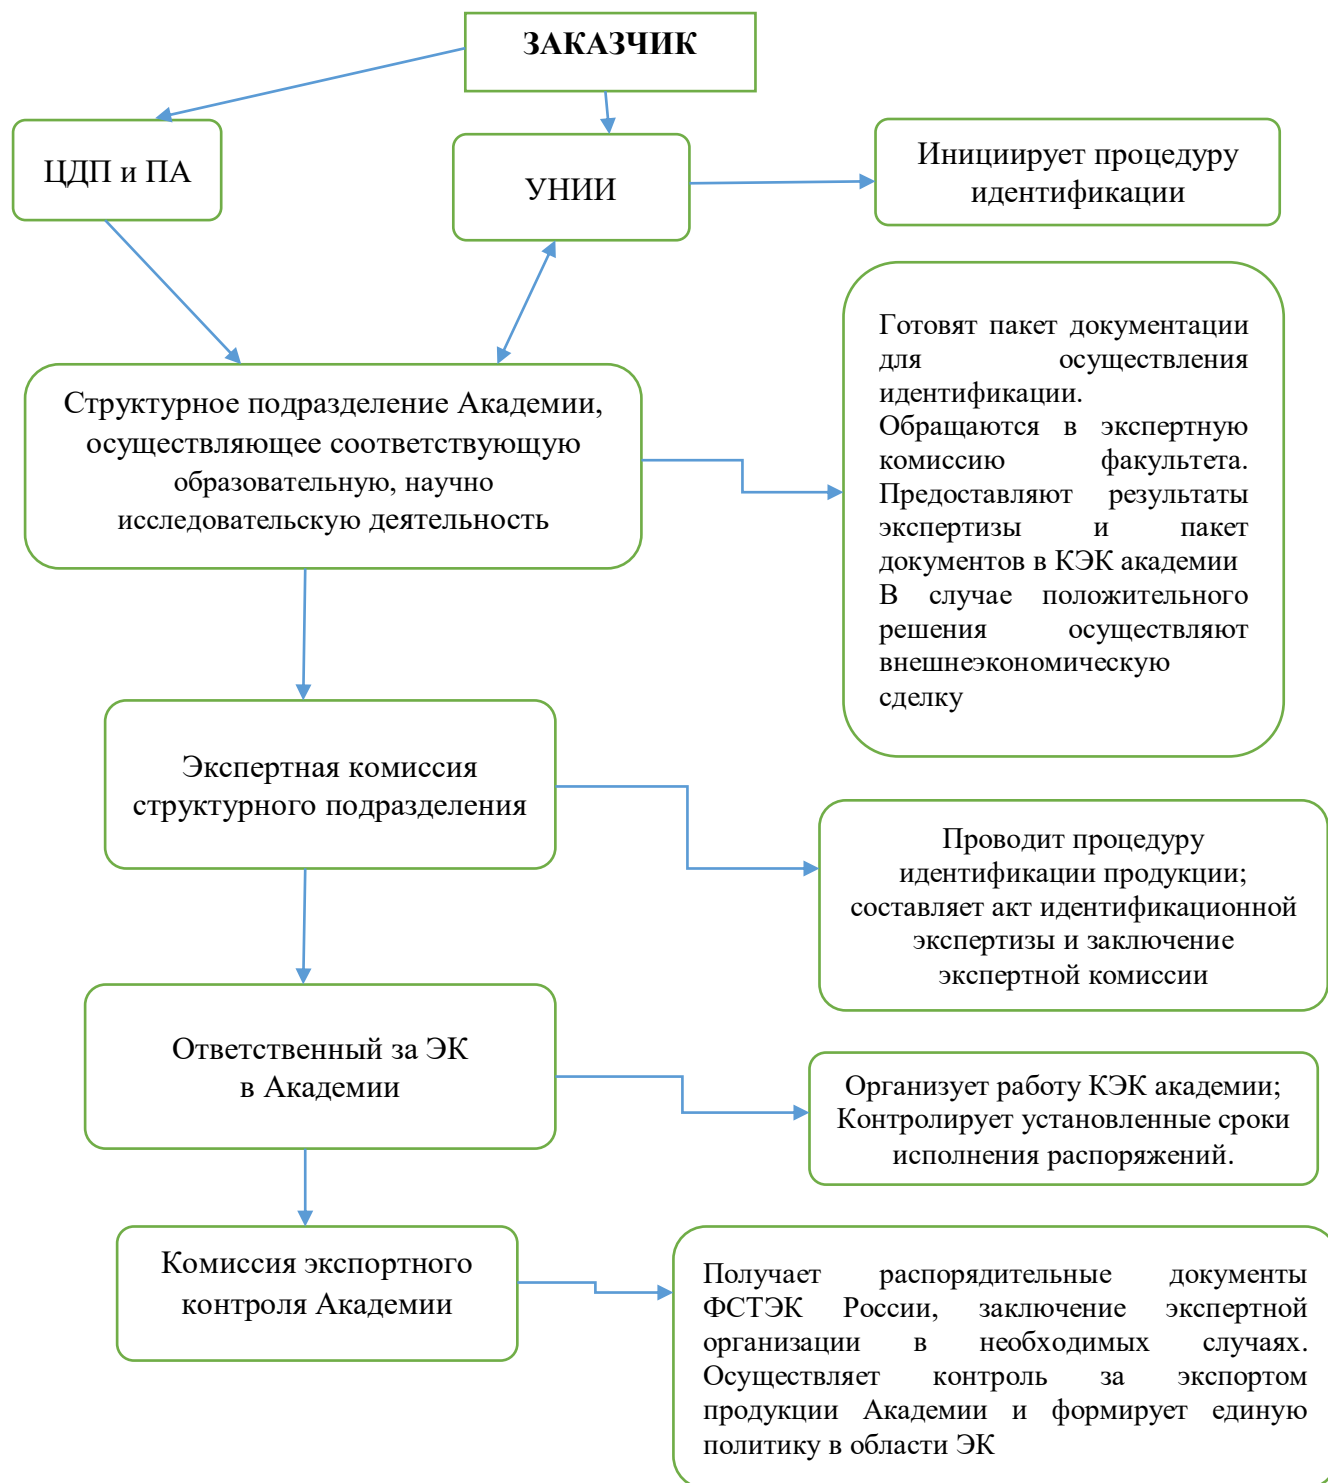 ЗАКАЗЧИК
ЦДП и ПА
УНИИ
Инициирует процедуру
идентификации
Структурное подразделение Академии,
осуществляющее соответствующую
образовательную, научно
исследовательскую деятельность
Готовят пакет документации
для осуществления
идентификации.
Обращаются в экспертную
комиссию факультета.
Предоставляют результаты
экспертизы и пакет
документов в КЭК академии
В случае положительного
решения осуществляют
внешнеэкономическую
сделку
Экспертная комиссия
структурного подразделения
Проводит процедуру
идентификации продукции;
составляет акт идентификационной
экспертизы и заключение
экспертной комиссии
Ответственный за ЭК
в Академии
Организует работу КЭК академии;
Контролирует установленные сроки
исполнения распоряжений.
Комиссия экспортного
контроля Академии
Получает распорядительные документы
ФСТЭК России, заключение экспертной
организации в необходимых случаях.
Осуществляет контроль за экспортом
продукции Академии и формирует единую
политику в области ЭК